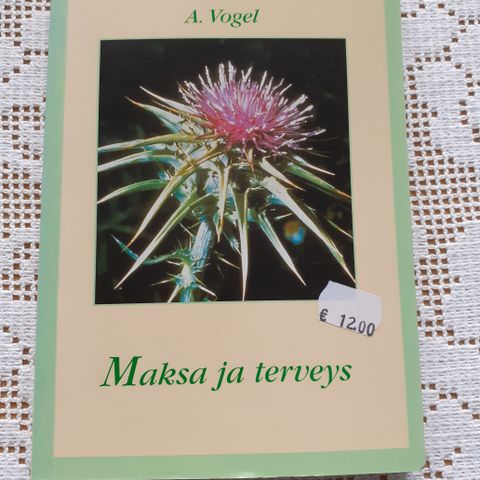 A. Vogel
€ 12.00
Maksa ja terveys